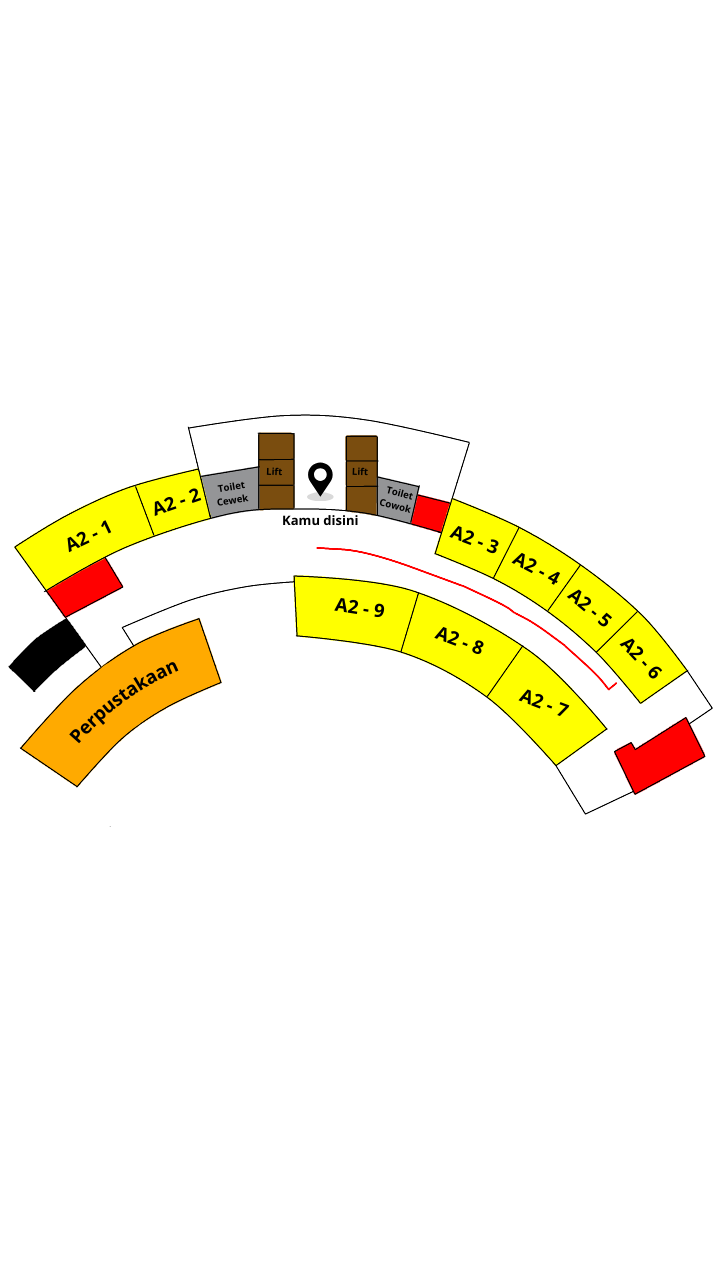 A2 - 1
A2 - 2
Toilet
Cewek
Lift
Kamu disini
Lift
Toilet
Cowok
A2 - 3
A2 - 4
A2 - 5
A2 - 6
A2 - 9
A2 - 8
A2 - 7
Perpustakaan